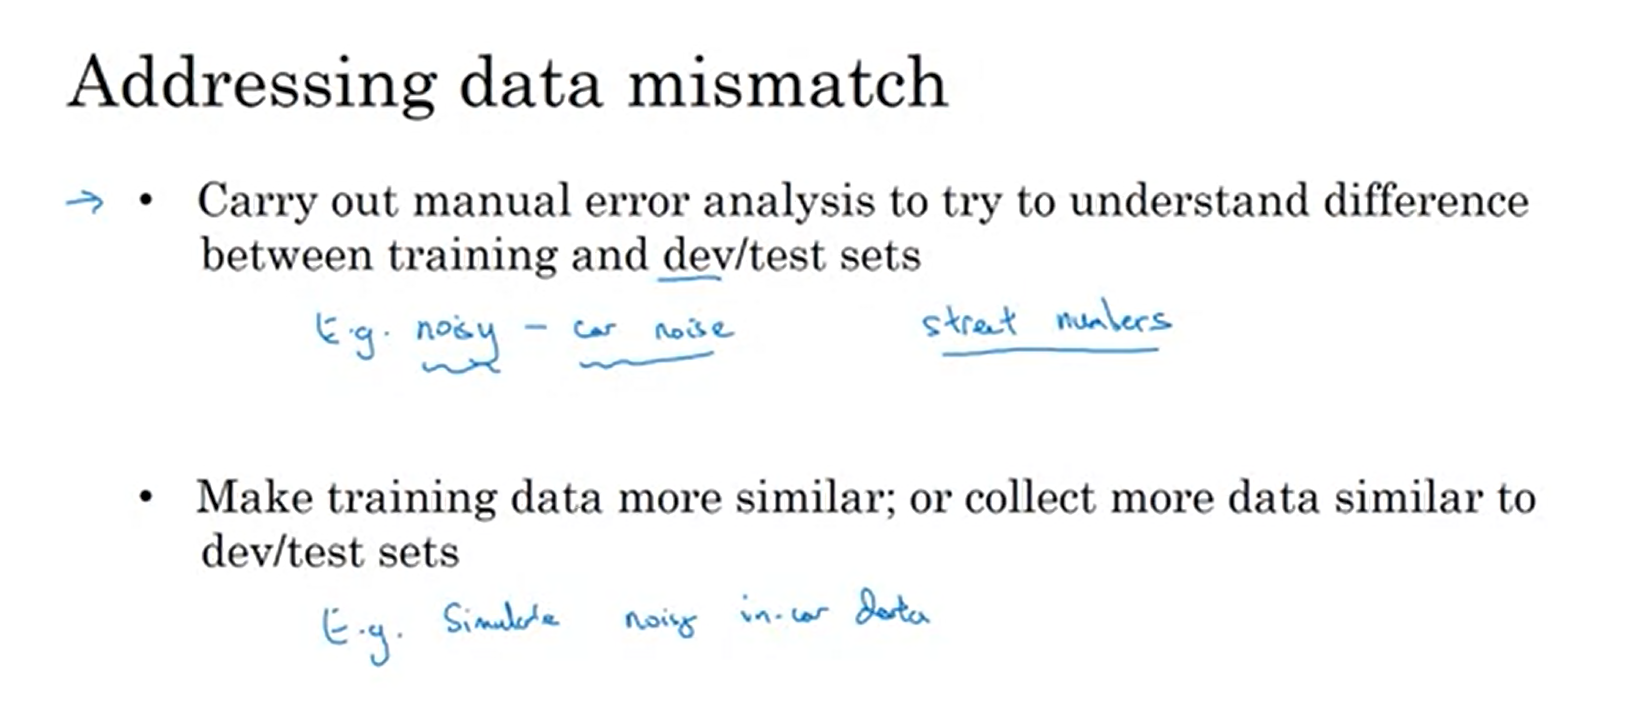 Addressing data mismatch
→ • Carry out manual error analysis to try to understand difference
between training and dev/test sets
E.g. noisy - car noise street numbers
• Make training data more similar; or collect more data similar to
dev/test sets
E.g. Simulate noisy in-car data